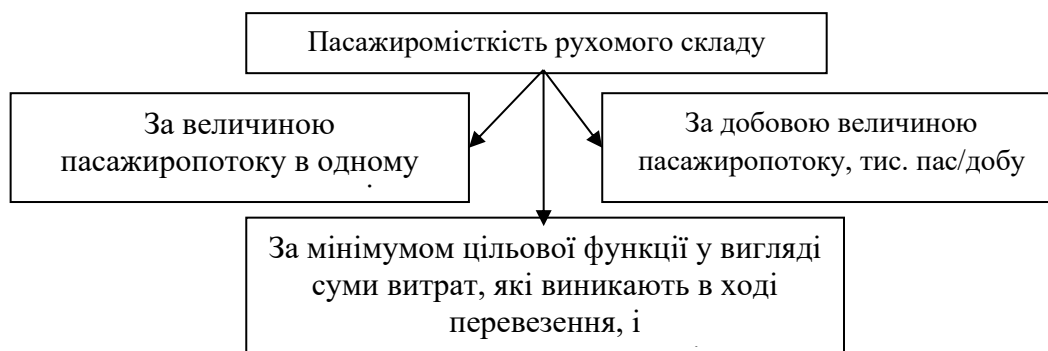 Пасажиромісткість рухомого складу
За величиною
пасажиропотоку в одному
За добовою величиною
пасажиропотоку, тис. пас/добу
За мінімумом цільової функції у вигляді
суми витрат, які виникають в ході
перевезення, і